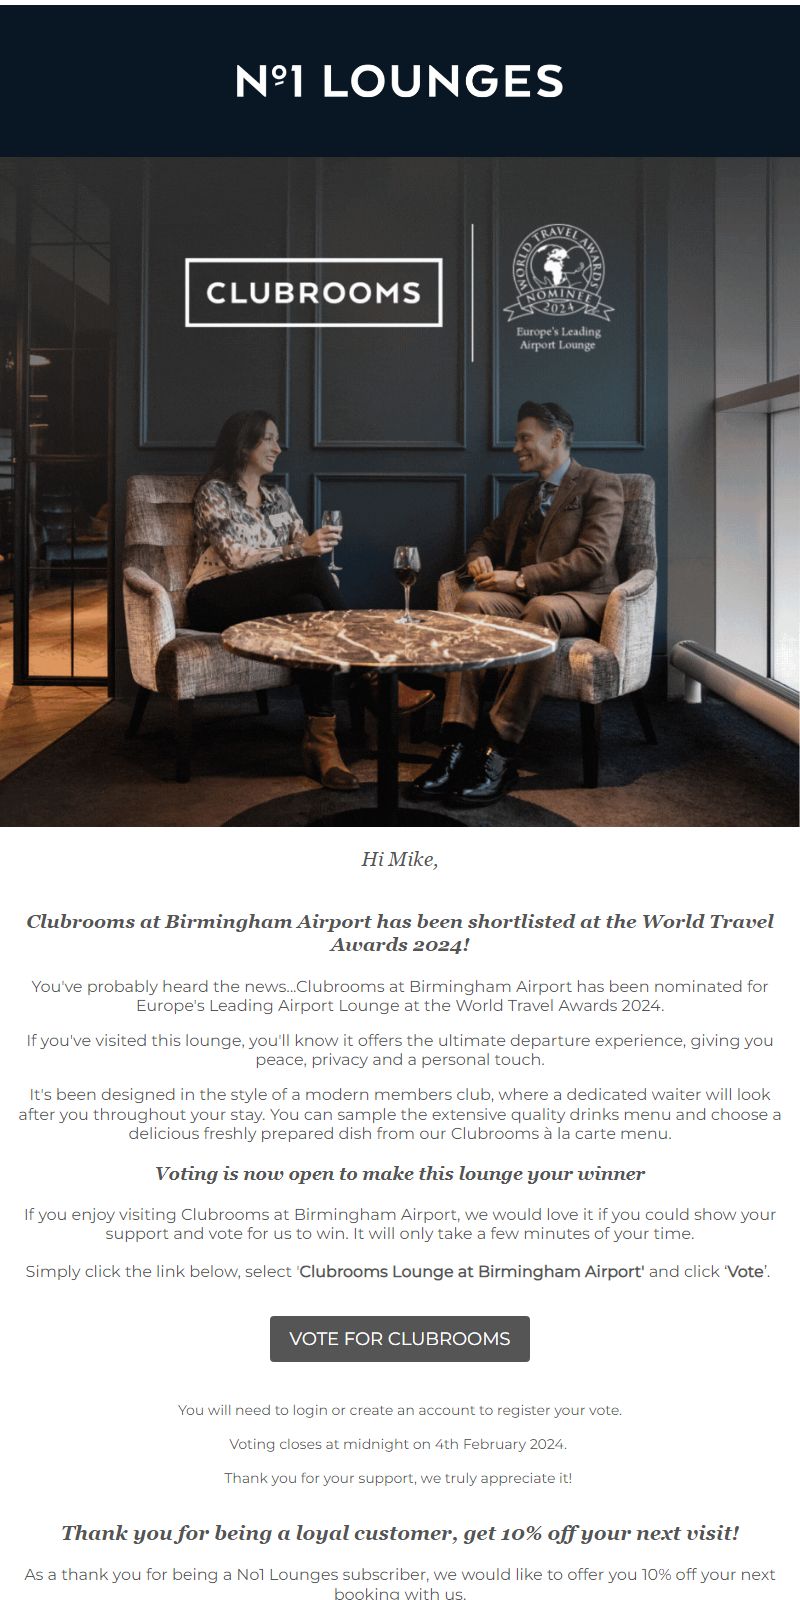 Nº1 LOUNGES
CLUBROOMS
WORLD TRAVEL AWARDS
NOMINEE
2024
Europe's Leading
Airport Lounge
Hi Mike,
Clubrooms at Birmingham Airport has been shortlisted at the World Travel
Awards 2024!
You've probably heard the news...Clubrooms at Birmingham Airport has been nominated for
Europe's Leading Airport Lounge at the World Travel Awards 2024.
If you've visited this lounge, you'll know it offers the ultimate departure experience, giving you
peace, privacy and a personal touch.
It's been designed in the style of a modern members club, where a dedicated waiter will look
after you throughout your stay. You can sample the extensive quality drinks menu and choose a
delicious freshly prepared dish from our Clubrooms à la carte menu.
Voting is now open to make this lounge your winner
If you enjoy visiting Clubrooms at Birmingham Airport, we would love it if you could show your
support and vote for us to win. It will only take a few minutes of your time.
Simply click the link below, select 'Clubrooms Lounge at Birmingham Airport' and click ‘Vote’.
VOTE FOR CLUBROOMS
You will need to login or create an account to register your vote.
Voting closes at midnight on 4th February 2024.
Thank you for your support, we truly appreciate it!
Thank you for being a loyal customer, get 10% off your next visit!
As a thank you for being a No1 Lounges subscriber, we would like to offer you 10% off your next
booking with us.